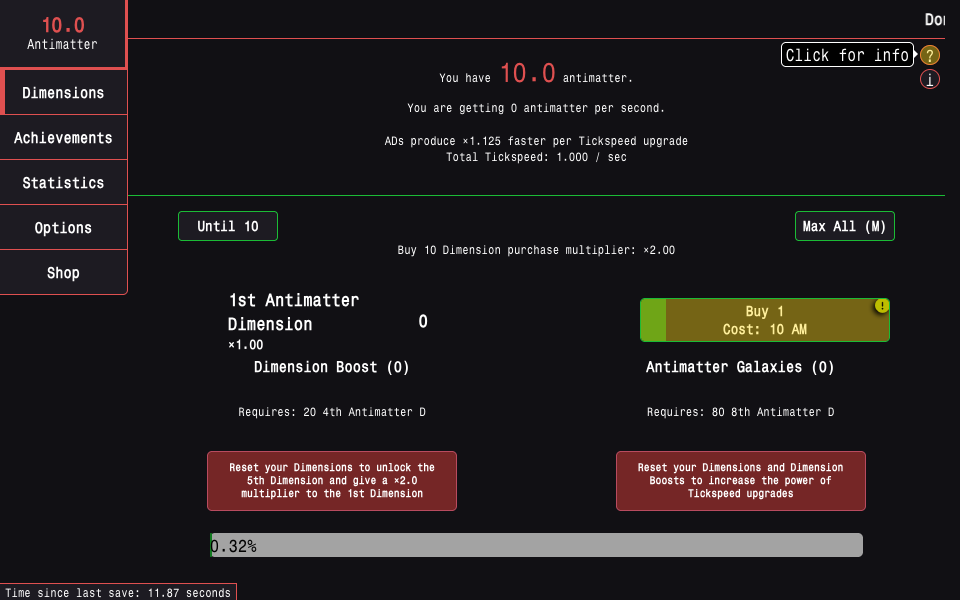 10.0
Antimatter
Dimensions
Achievements
Statistics
Options
Shop
Click for info
?
i
You have 10.0 antimatter.
You are getting 0 antimatter per second.
ADs produce ×1.125 faster per Tickspeed upgrade
Total Tickspeed: 1.000 / sec
Until 10
Max All (M)
Buy 10 Dimension purchase multiplier: ×2.00
1st Antimatter
Dimension
0
×1.00
Buy 1
Cost: 10 AM
!
Dimension Boost (0)
Antimatter Galaxies (0)
Requires: 20 4th Antimatter D
Requires: 80 8th Antimatter D
Reset your Dimensions to unlock the
5th Dimension and give a ×2.0
multiplier to the 1st Dimension
Reset your Dimensions and Dimension
Boosts to increase the power of
Tickspeed upgrades
0.32%
Time since last save: 11.87 seconds